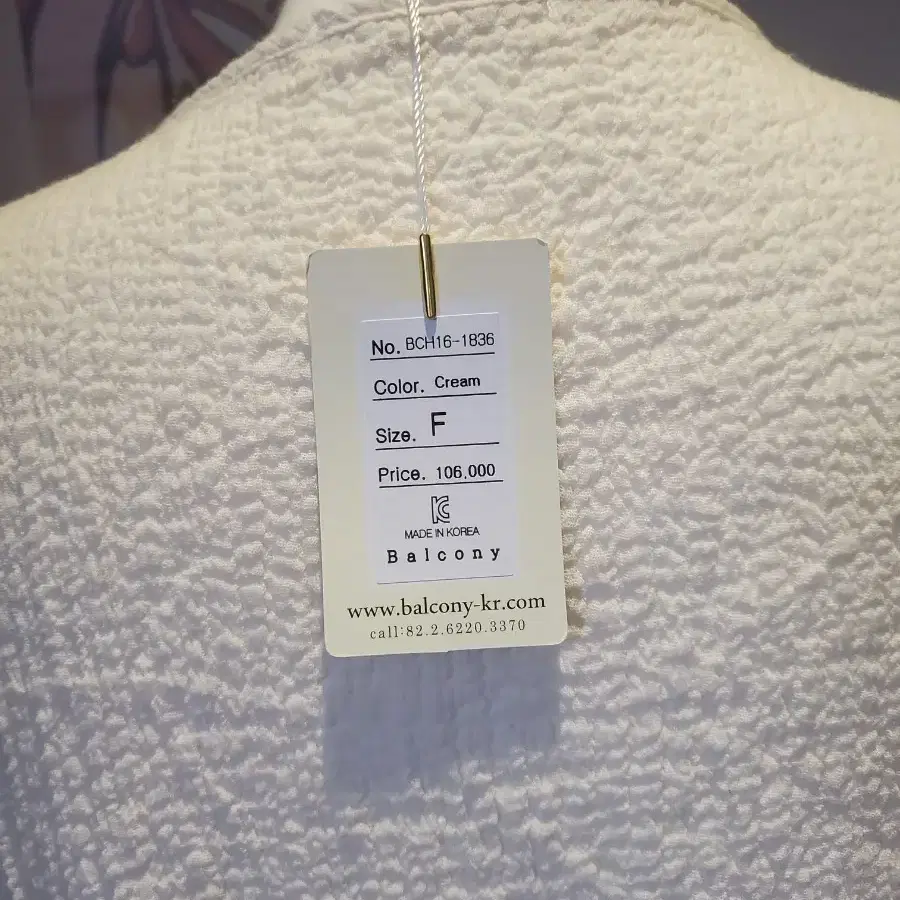 No. BCH16-1836
Color. Cream
Size. F
Price. 106,000
KC
MADE IN KOREA
Balcony
www.balcony-kr.com
call:82.2.6220.3370